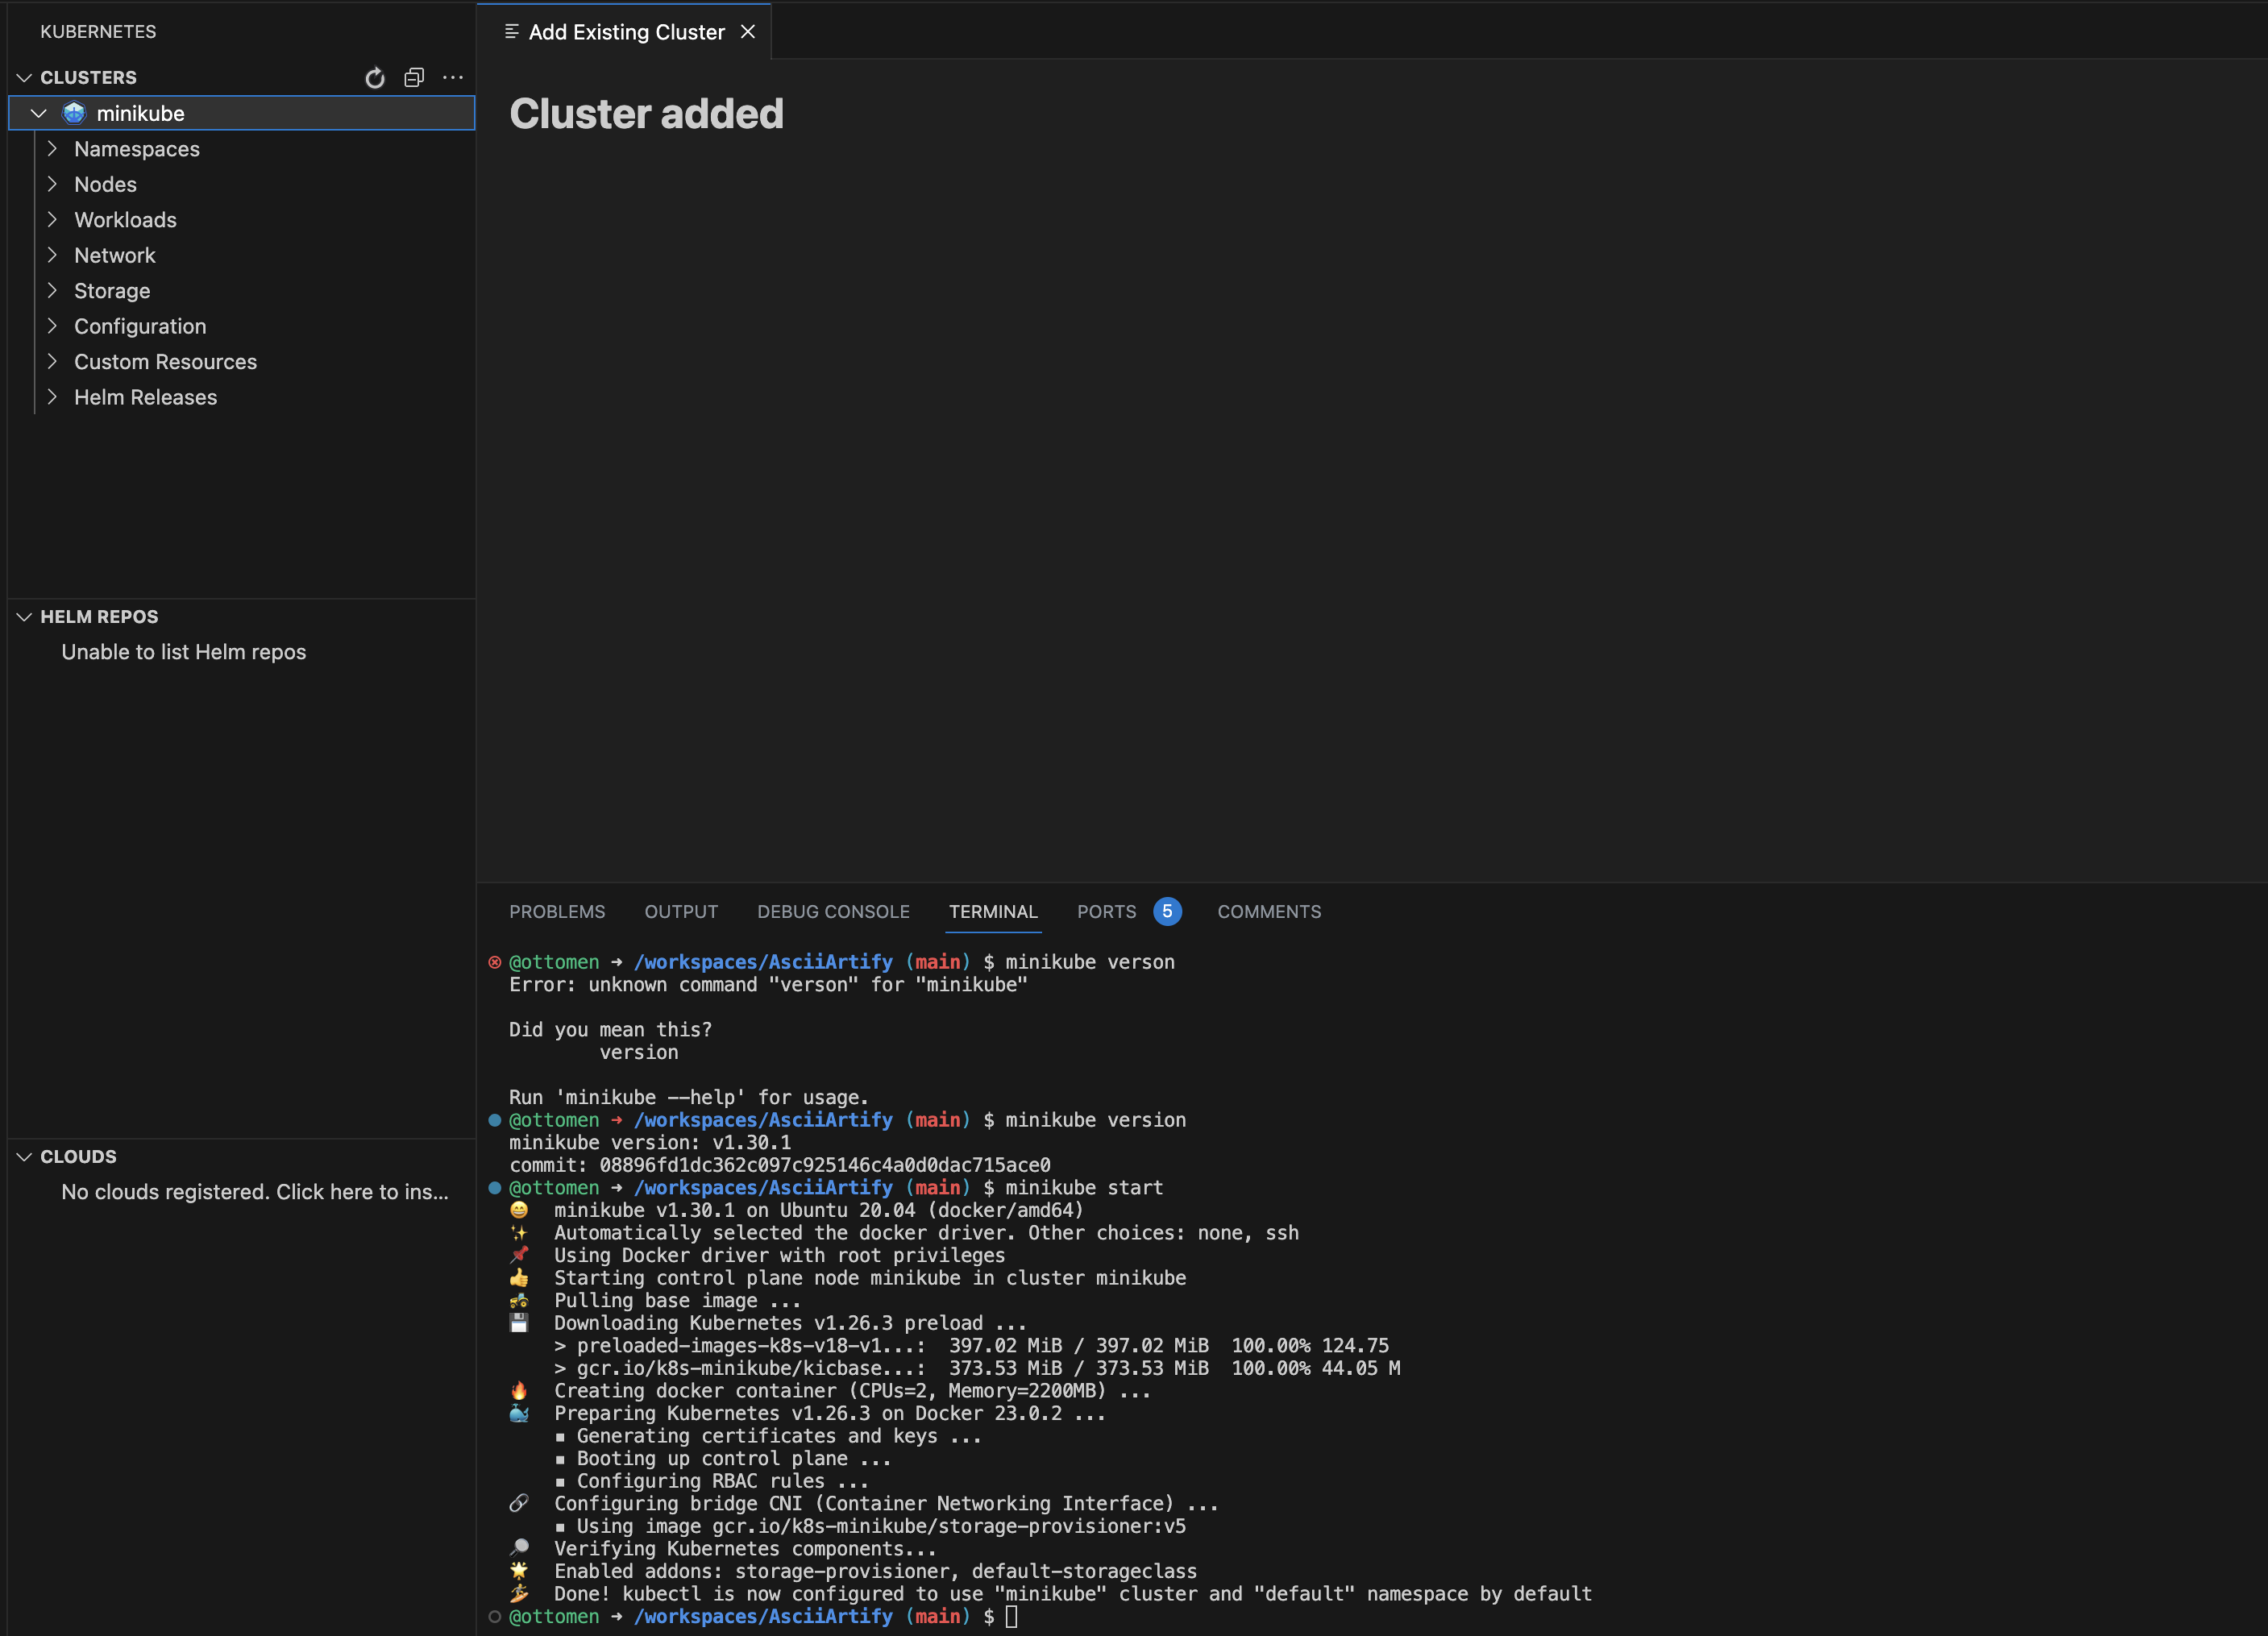 KUBERNETES
CLUSTERS
minikube
Namespaces
Nodes
Workloads
Network
Storage
Configuration
Custom Resources
Helm Releases
HELM REPOS
Unable to list Helm repos
CLOUDS
No clouds registered. Click here to ins...
Add Existing Cluster
Cluster added
PROBLEMS OUTPUT DEBUG CONSOLE TERMINAL PORTS 5 COMMENTS
@ottomen → /workspaces/AsciiArtify (main) $ minikube verson
Error: unknown command "verson" for "minikube"
Did you mean this?
version
Run 'minikube --help' for usage.
@ottomen → /workspaces/AsciiArtify (main) $ minikube version
minikube version: v1.30.1
commit: 08896fd1dc362c097c925146c4a0d0dac715ace0
@ottomen → /workspaces/AsciiArtify (main) $ minikube start
😄 minikube v1.30.1 on Ubuntu 20.04 (docker/amd64)
✨ Automatically selected the docker driver. Other choices: none, ssh
📌 Using Docker driver with root privileges
👍 Starting control plane node minikube in cluster minikube
🚜 Pulling base image ...
💾 Downloading Kubernetes v1.26.3 preload ...
> preloaded-images-k8s-v18-v1...: 397.02 MiB / 397.02 MiB 100.00% 124.75
> gcr.io/k8s-minikube/kicbase...: 373.53 MiB / 373.53 MiB 100.00% 44.05 M
🔥 Creating docker container (CPUs=2, Memory=2200MB) ...
🐳 Preparing Kubernetes v1.26.3 on Docker 23.0.2 ...
▪ Generating certificates and keys ...
▪ Booting up control plane ...
▪ Configuring RBAC rules ...
🔗 Configuring bridge CNI (Container Networking Interface) ...
▪ Using image gcr.io/k8s-minikube/storage-provisioner:v5
🔎 Verifying Kubernetes components...
🌟 Enabled addons: storage-provisioner, default-storageclass
🏄 Done! kubectl is now configured to use "minikube" cluster and "default" namespace by default
@ottomen → /workspaces/AsciiArtify (main) $